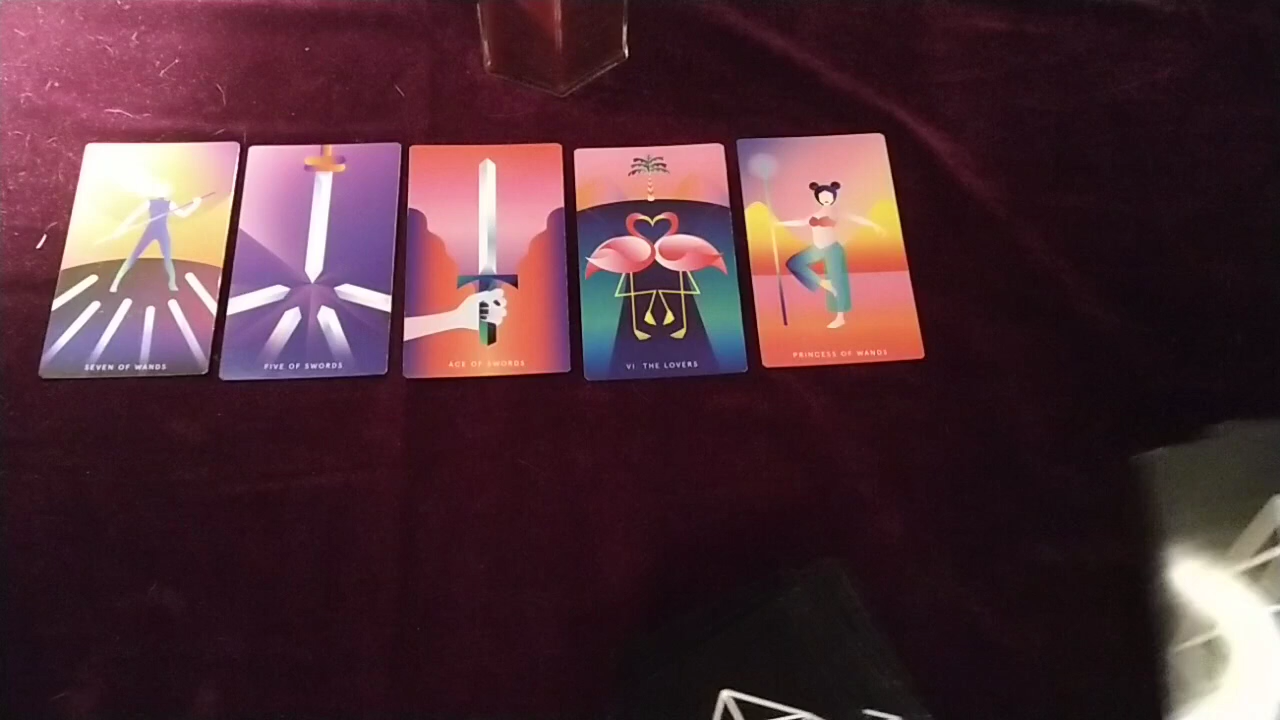 SEVEN OF WANDS
FIVE OF SWORDS
ACE OF SWORDS
VI THE LOVERS
PRINCESS OF WANDS